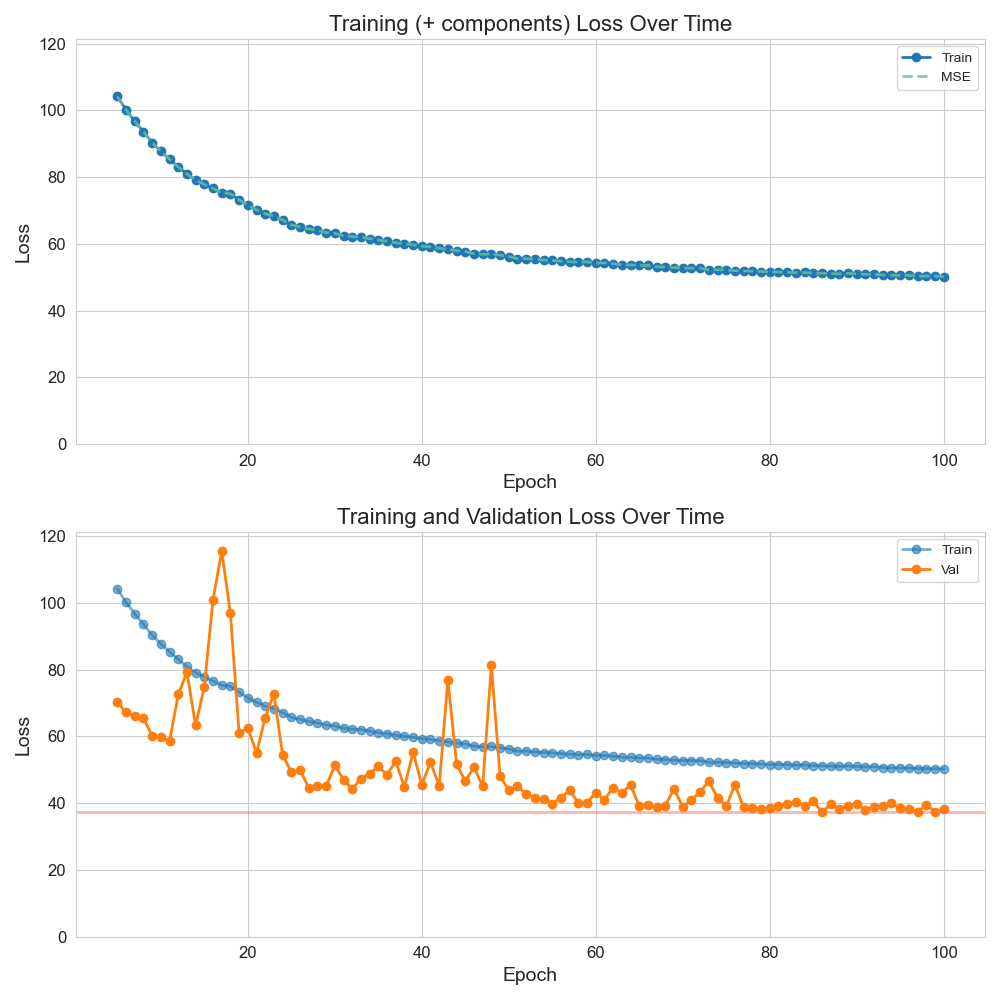 Training (+ components) Loss Over Time
120
100
80
60
40
20
0
Loss
Train
MSE
20 40 60 80 100
Epoch
Training and Validation Loss Over Time
120
100
80
60
40
20
0
Loss
Train
Val
20 40 60 80 100
Epoch